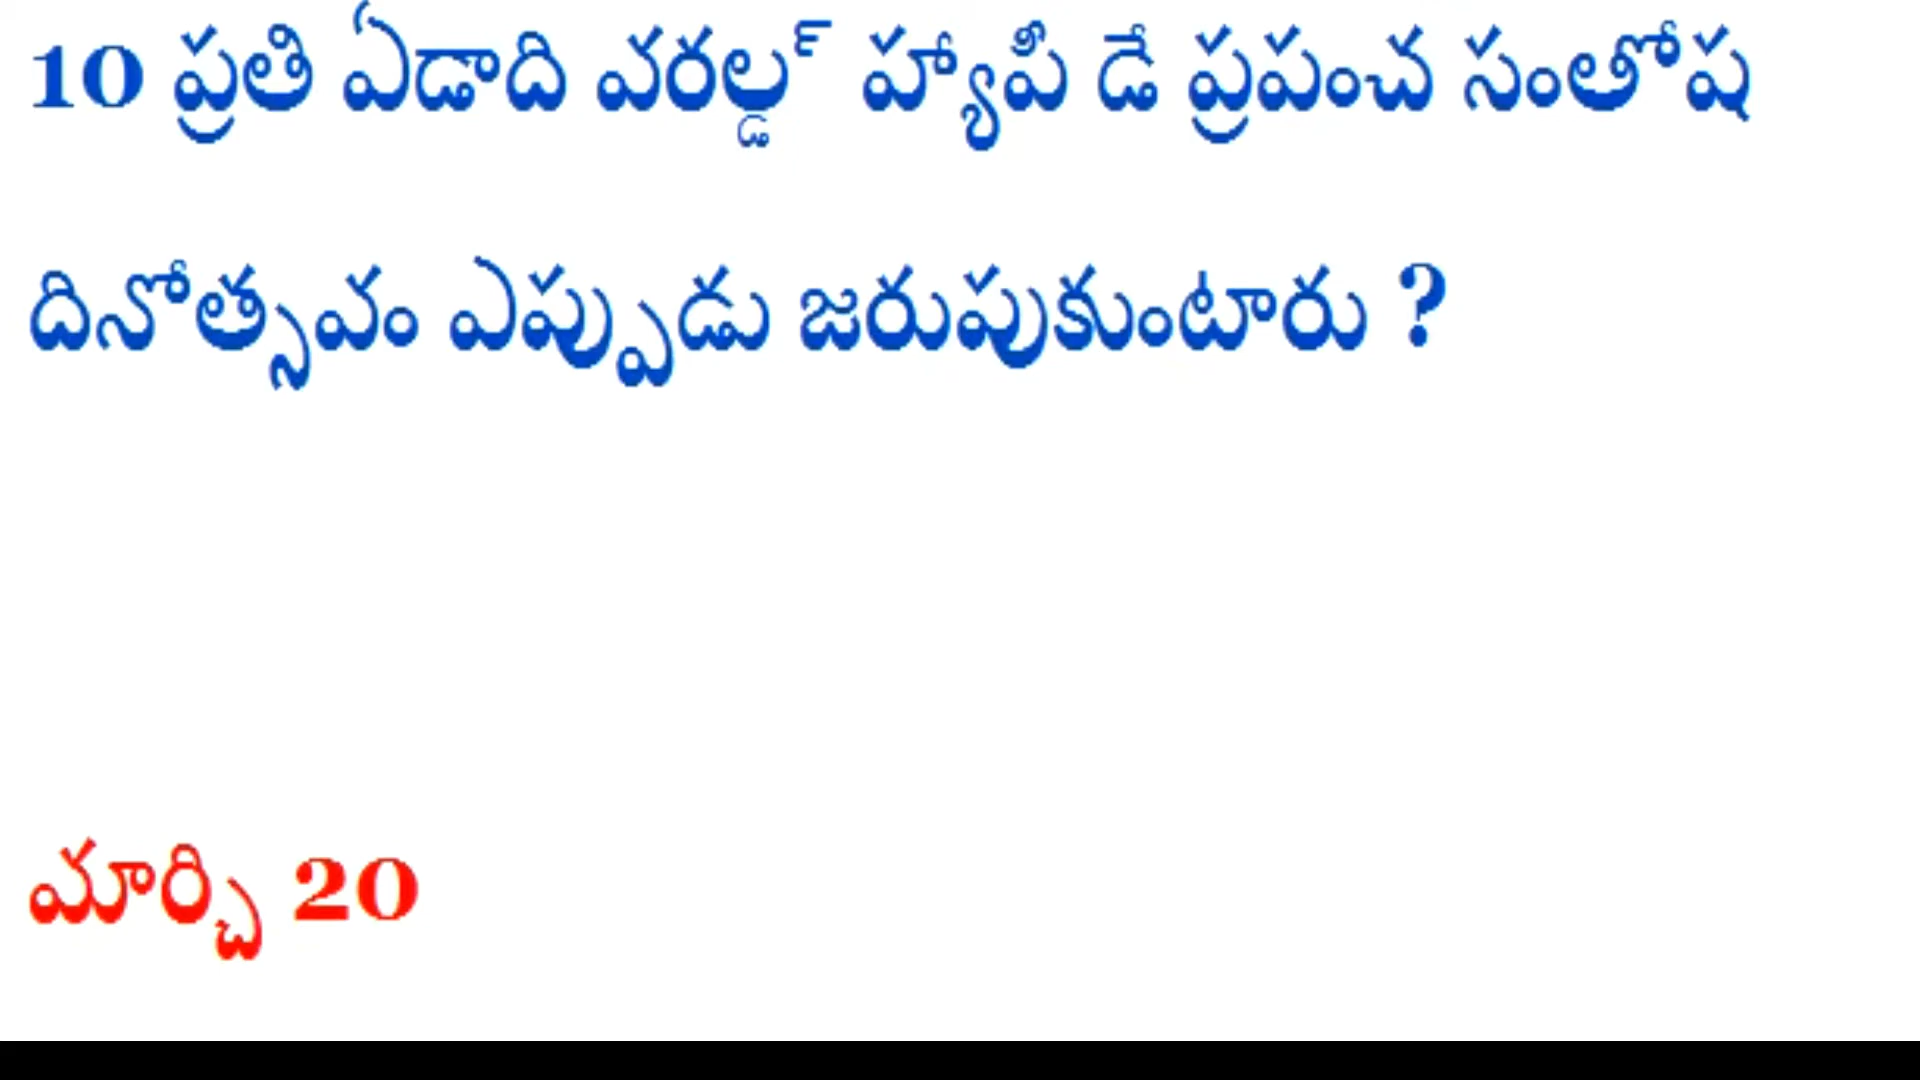 10 ప్రతి ఏడాది వరల్డ్ హ్యాపీ డే ప్రపంచ సంతోష
దినోత్సవం ఎప్పుడు జరుపుకుంటారు ?
మార్చి 20